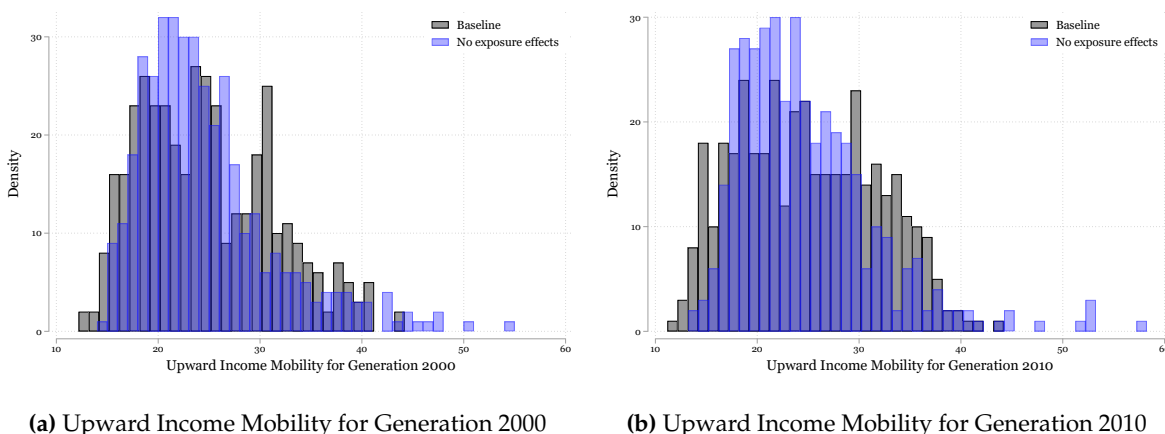 Baseline
No exposure effects
30
20
10
0
Density
10 20 30 40 50 60
Upward Income Mobility for Generation 2000
(a) Upward Income Mobility for Generation 2000
Baseline
No exposure effects
30
20
10
0
Density
10 20 30 40 50 60
Upward Income Mobility for Generation 2010
(b) Upward Income Mobility for Generation 2010